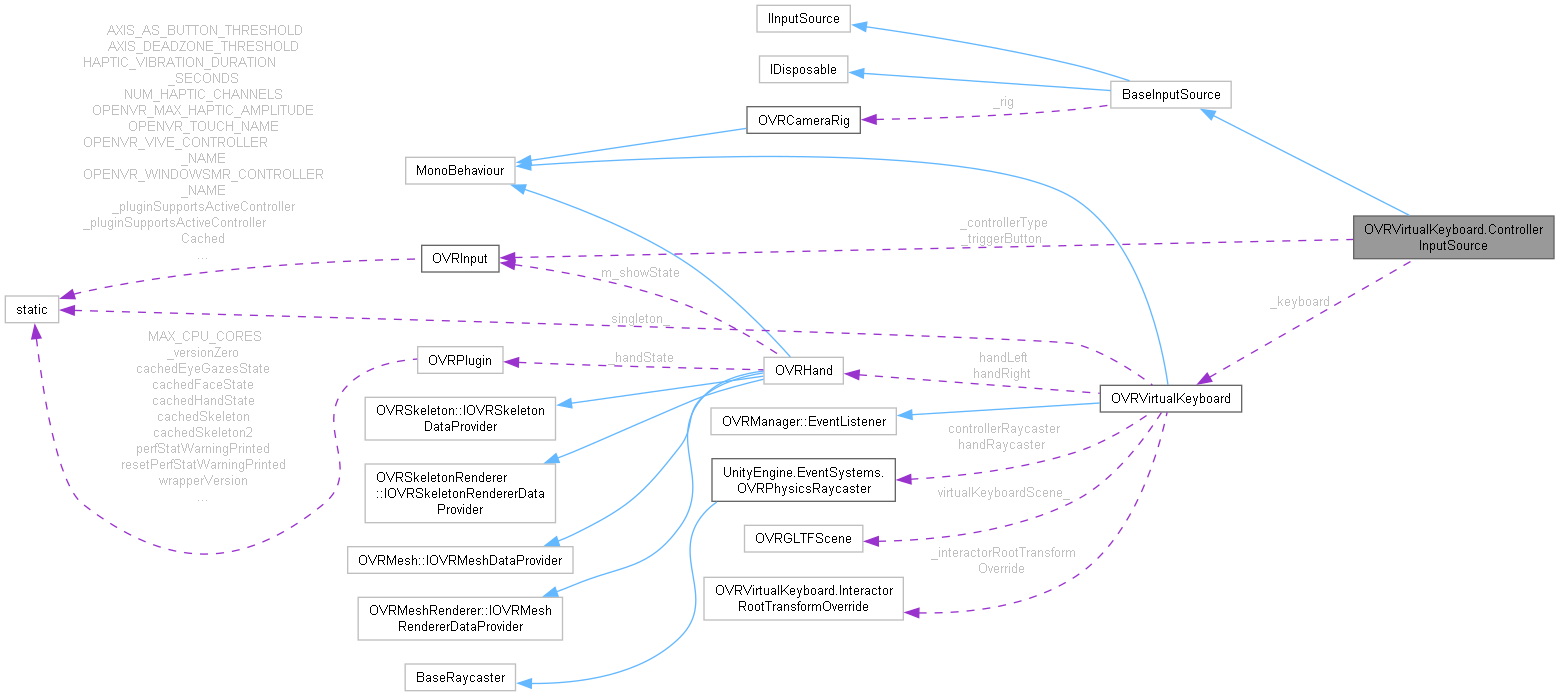 IInputSource
AXIS_AS_BUTTON_THRESHOLD
AXIS_DEADZONE_THRESHOLD
HAPTIC_VIBRATION_DURATION
_SECONDS
NUM_HAPTIC_CHANNELS
OPENVR_MAX_HAPTIC_AMPLITUDE
OPENVR_TOUCH_NAME
OPENVR_VIVE_CONTROLLER
_NAME
OPENVR_WINDOWSMR_CONTROLLER
_NAME
_pluginSupportsActiveController
_pluginSupportsActiveController
Cached
...
IDisposable
BaseInputSource
_rig
OVRCameraRig
MonoBehaviour
OVRVirtualKeyboard.Controller
InputSource
_controllerType
_triggerButton
OVRInput
m_showState
_keyboard
static
singleton_
MAX_CPU_CORES
_versionZero
cachedEyeGazesState
cachedFaceState
cachedHandState
cachedSkeleton
cachedSkeleton2
perfStatWarningPrinted
resetPerfStatWarningPrinted
wrapperVersion
...
OVRPlugin
_handState
OVRHand
handLeft
handRight
OVRVirtualKeyboard
OVRSkeleton::IOVRSkeleton
DataProvider
OVRManager::EventListener
controllerRaycaster
handRaycaster
OVRSkeletonRenderer
::IOVRSkeletonRendererData
Provider
UnityEngine.EventSystems.
OVRPhysicsRaycaster
virtualKeyboardScene_
OVRGLTFScene
OVRMesh::IOVRMeshDataProvider
_interactorRootTransform
Override
OVRVirtualKeyboard.Interactor
RootTransformOverride
OVRMeshRenderer::IOVRMesh
RendererDataProvider
BaseRaycaster